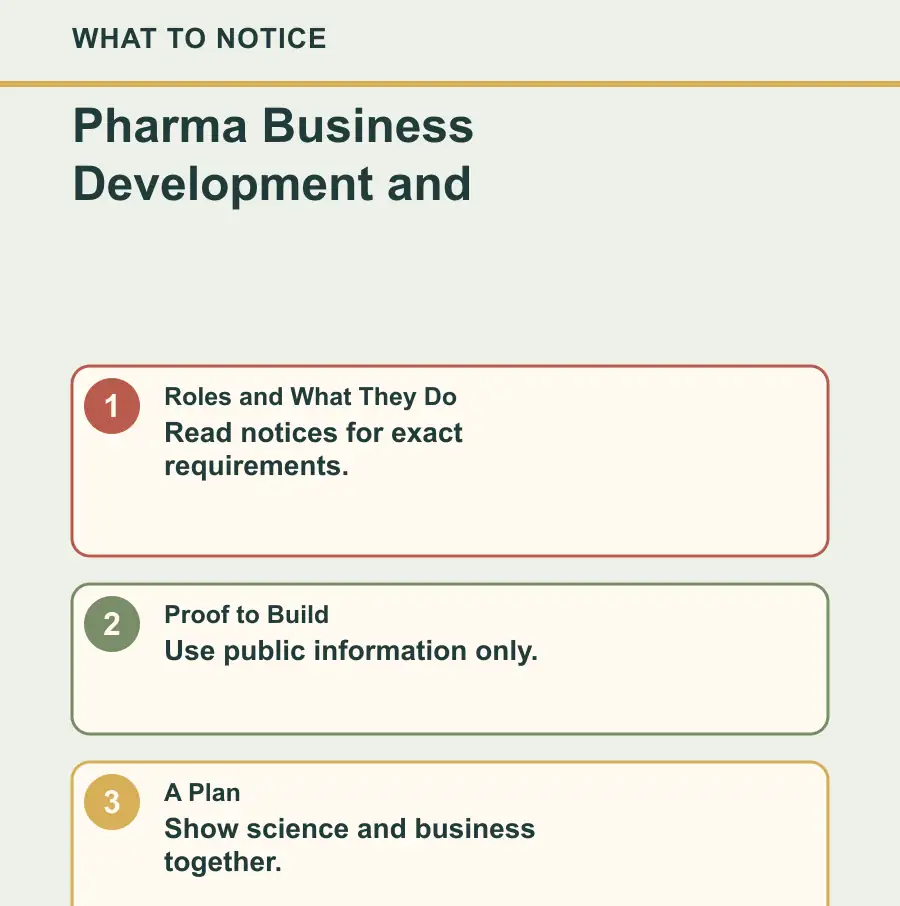 WHAT TO NOTICE
Pharma Business
Development and
1
Roles and What They Do
Read notices for exact
requirements.
2
Proof to Build
Use public information only.
3
A Plan
Show science and business
together.